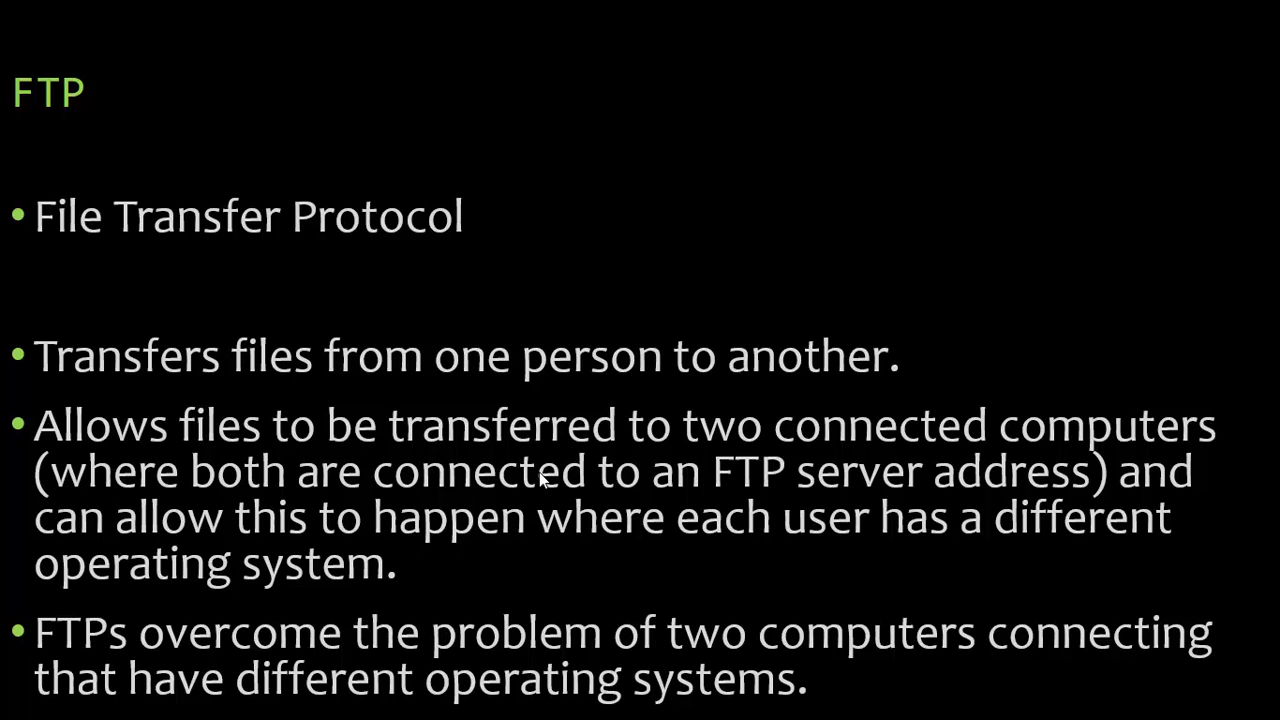 FTP
• File Transfer Protocol
• Transfers files from one person to another.
• Allows files to be transferred to two connected computers
(where both are connected to an FTP server address) and
can allow this to happen where each user has a different
operating system.
• FTPs overcome the problem of two computers connecting
that have different operating systems.